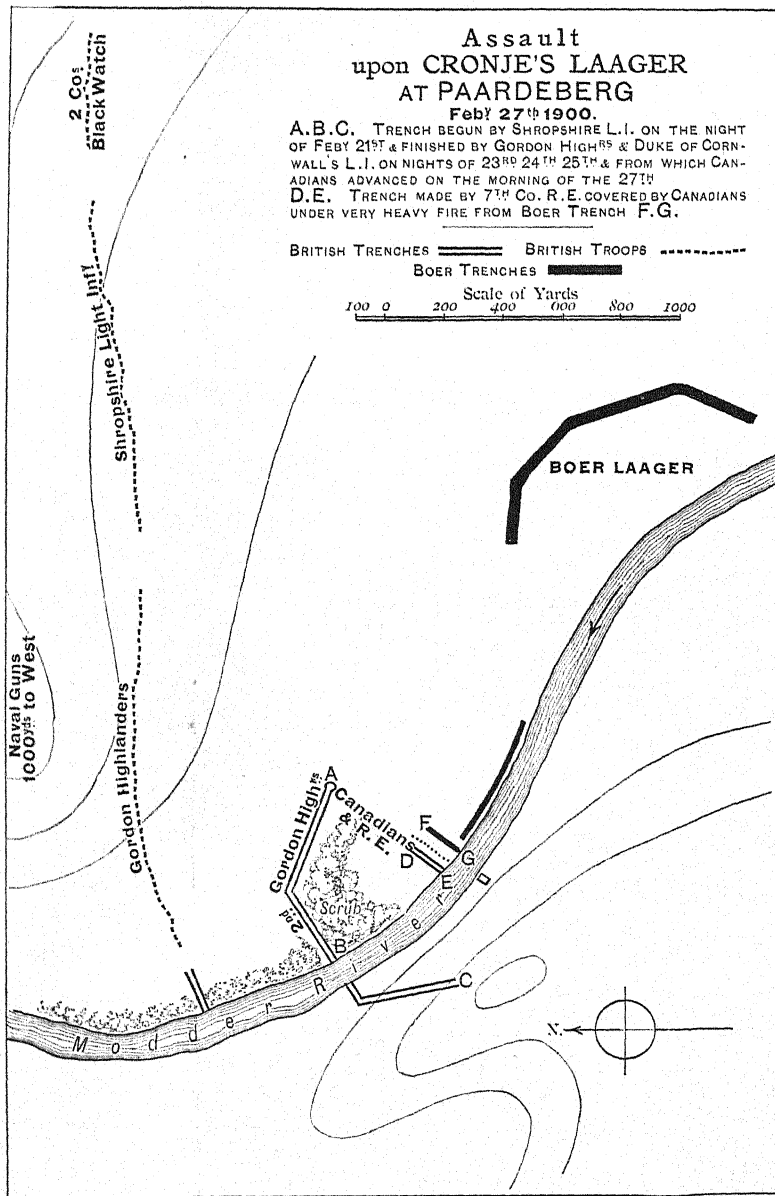 Assault
upon CRONJE'S LAAGER
AT PAARDEBERG
Febʸ 27ᵗʰ 1900.
A.B.C. TRENCH BEGUN BY SHROPSHIRE L.I. ON THE NIGHT
OF FEBY 21ST & FINISHED BY GORDON HIGHᴿˢ & DUKE OF CORN-
WALL'S L.I. ON NIGHTS OF 23ᴿᴰ 24ᵀᴴ 25ᵀᴴ & FROM WHICH CAN-
ADIANS ADVANCED ON THE MORNING OF THE 27ᵀᴴ
D.E. TRENCH MADE BY 7ᵀᴴ CO. R.E. COVERED BY CANADIANS
UNDER VERY HEAVY FIRE FROM BOER TRENCH F.G.
BRITISH TRENCHES BRITISH TROOPS
BOER TRENCHES
Scale of Yards
100 0 200 400 600 800 1000
2 Coˢ
Black Watch
Shropshire Light Infʸ
BOER LAAGER
Naval Guns
1000ʸᵈˢ to West
Gordon Highlanders
A
Gordon Highʳˢ
Canadians
& R.E.
F
G
D
E
Scrub
B
C
Modder River
N.